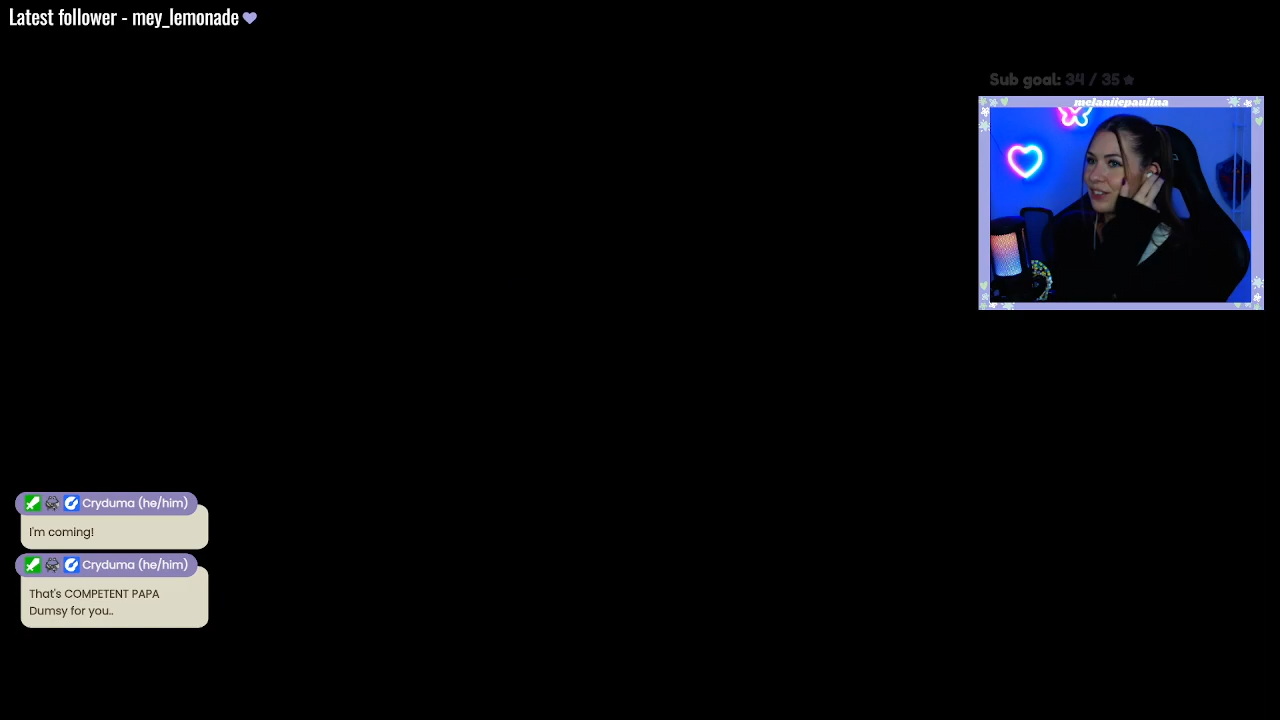 Latest follower - mey_lemonade
Sub goal: 34 / 35
melaniiepaulina
Cryduma (he/him)
I'm coming!
Cryduma (he/him)
That's COMPETENT PAPA
Dumsy for you..